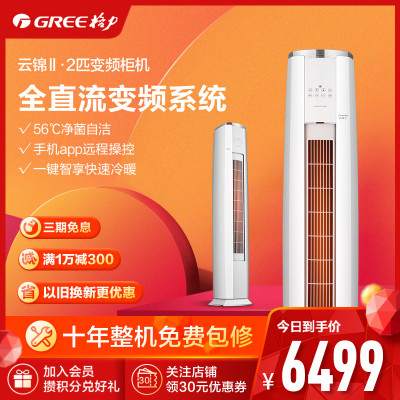 GREE 格力
云锦II·2匹变频柜机
全直流变频系统
✓56℃净菌自洁
✓手机app远程操控
✓一键智享快速冷暖
三期免息
减 满1万减300
省 以旧换新更优惠
十年整机免费包修
加入会员
攒积分兑好礼
30
关注店铺
领30元优惠券
今日到手价
¥6499